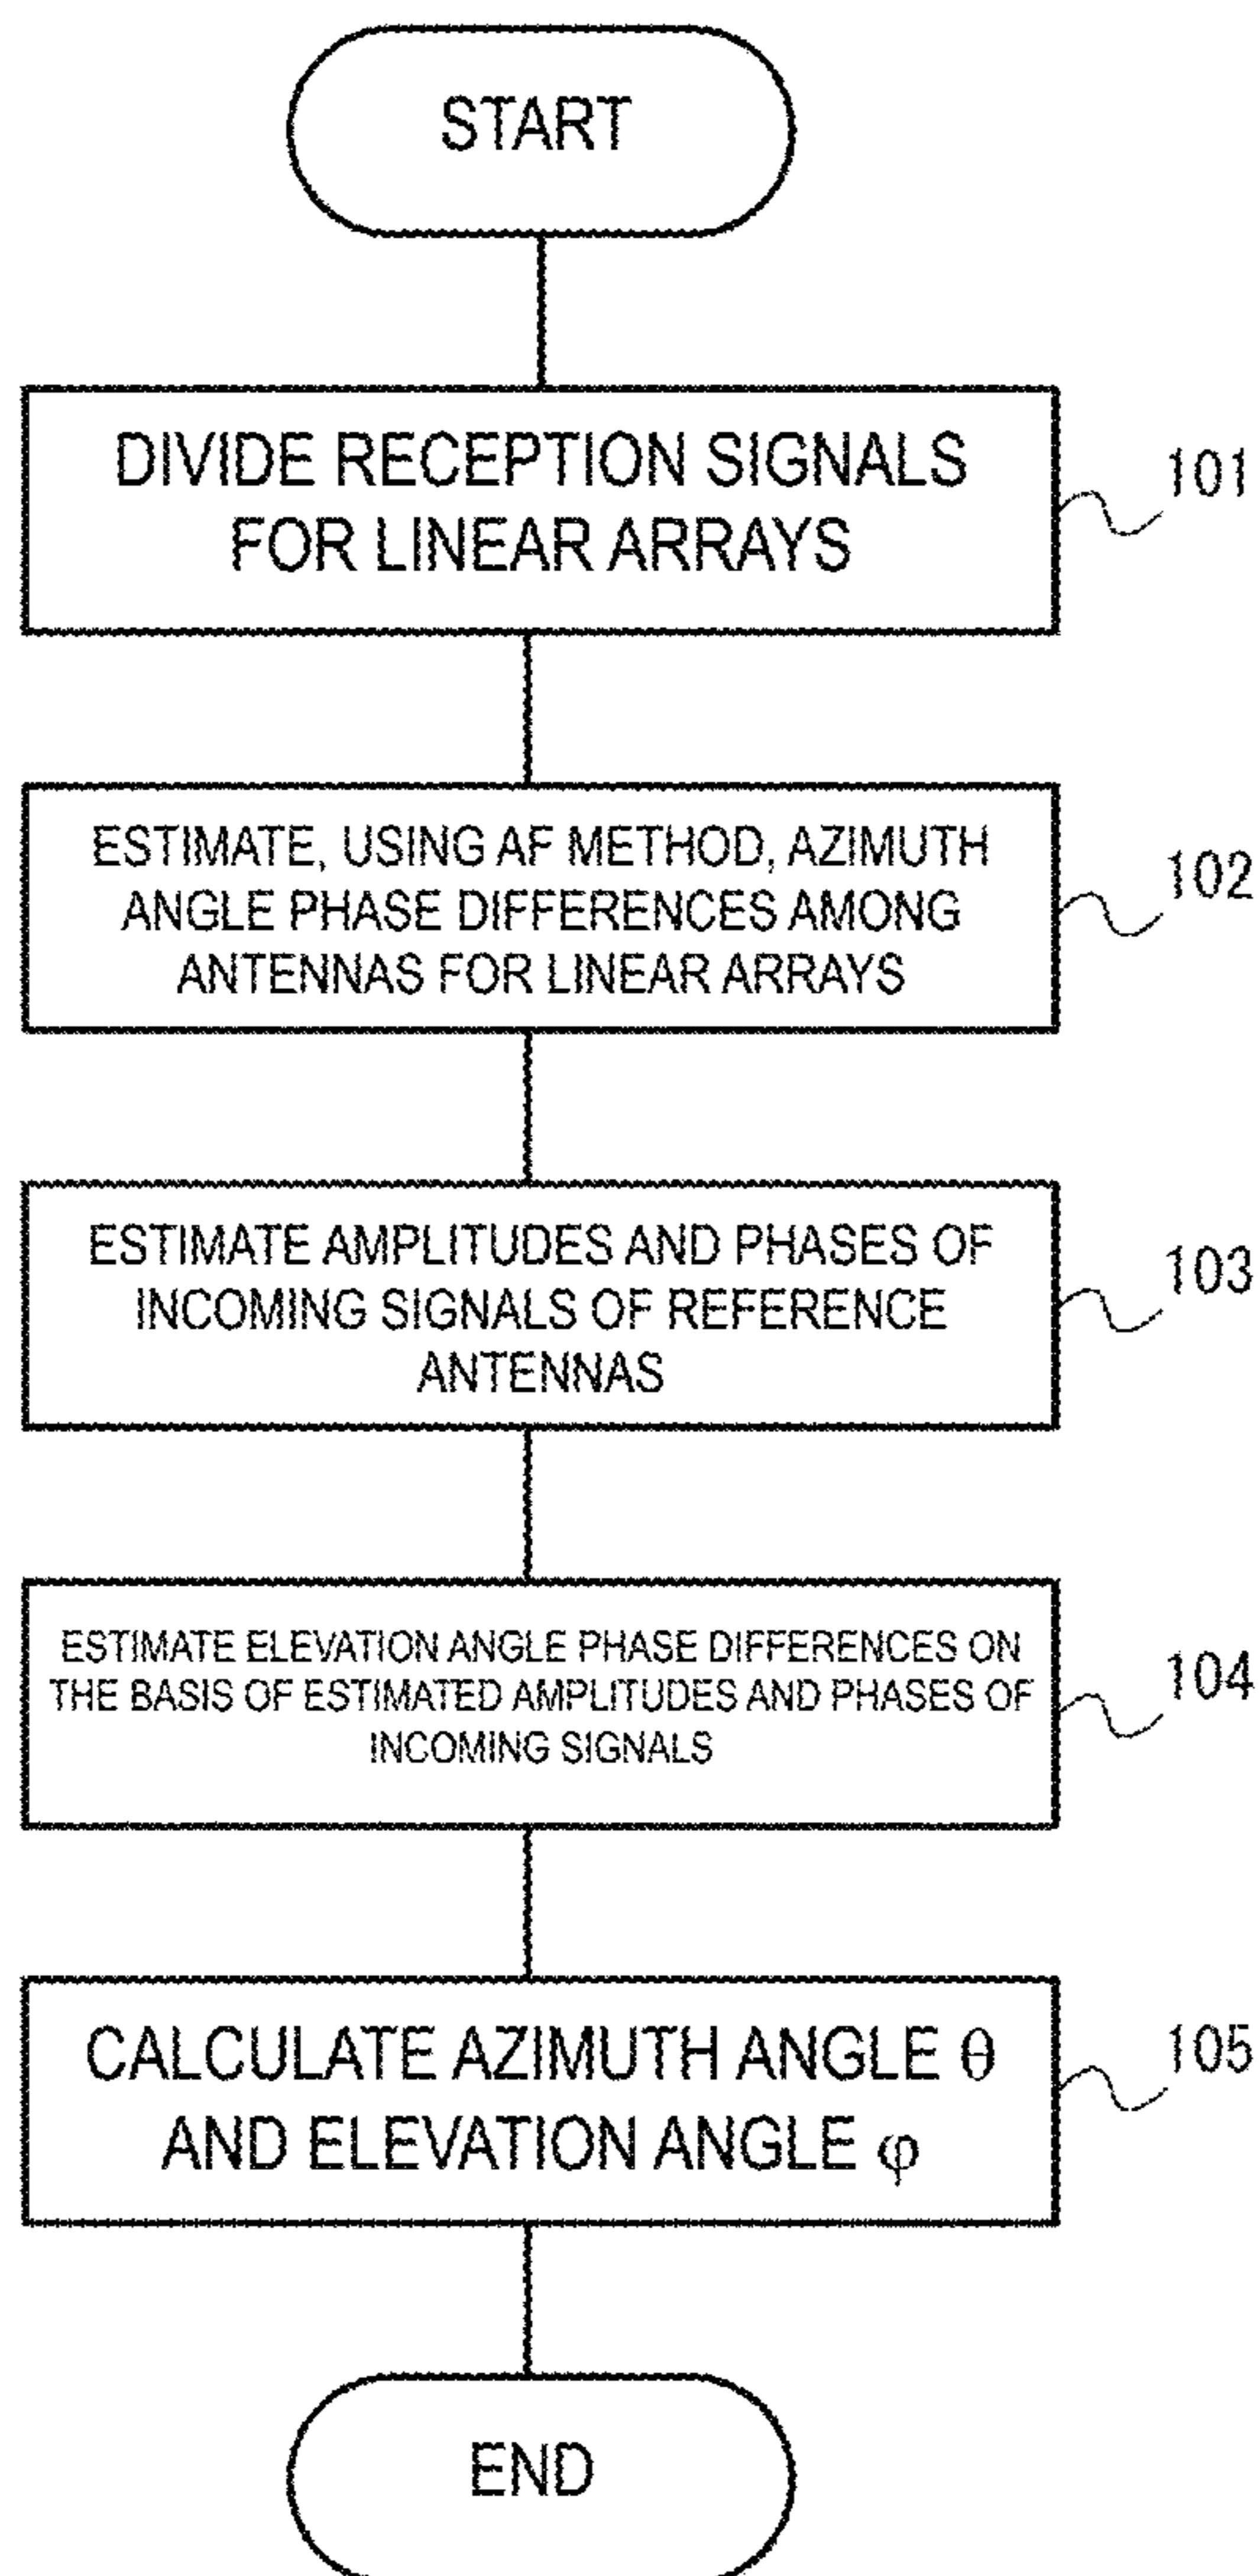 START
DIVIDE RECEPTION SIGNALS
FOR LINEAR ARRAYS
101
ESTIMATE, USING AF METHOD, AZIMUTH
ANGLE PHASE DIFFERENCES AMONG
ANTENNAS FOR LINEAR ARRAYS
102
ESTIMATE AMPLITUDES AND PHASES OF
INCOMING SIGNALS OF REFERENCE
ANTENNAS
103
ESTIMATE ELEVATION ANGLE PHASE DIFFERENCES ON
THE BASIS OF ESTIMATED AMPLITUDES AND PHASES OF
INCOMING SIGNALS
104
CALCULATE AZIMUTH ANGLE θ
AND ELEVATION ANGLE φ
105
END